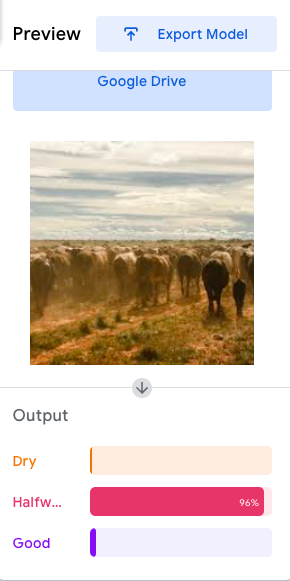 Preview
Export Model
Google Drive
Output
Dry
Halfw...
96%
Good